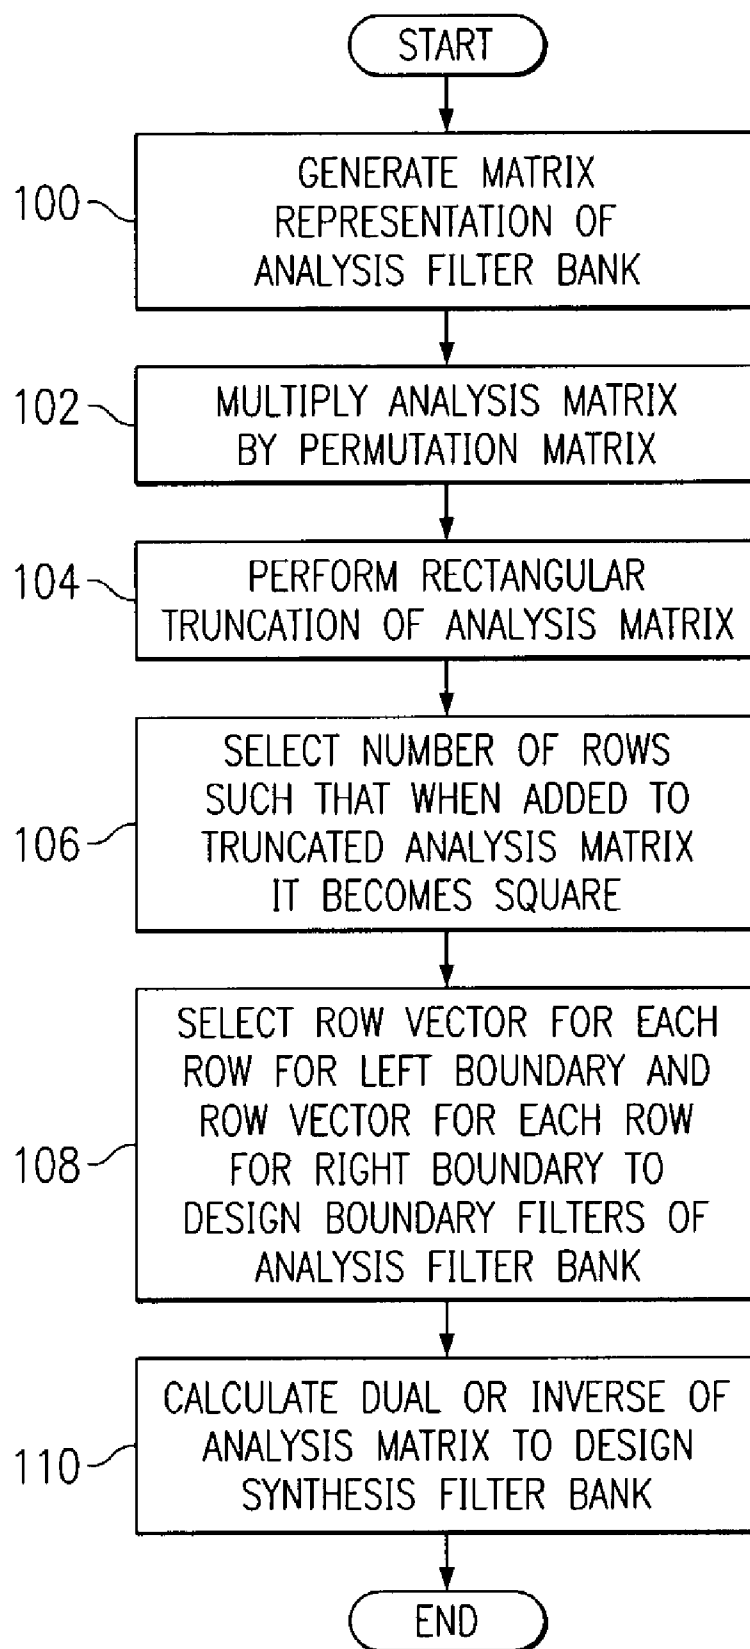 START
100
GENERATE MATRIX
REPRESENTATION OF
ANALYSIS FILTER BANK
102
MULTIPLY ANALYSIS MATRIX
BY PERMUTATION MATRIX
104
PERFORM RECTANGULAR
TRUNCATION OF ANALYSIS MATRIX
106
SELECT NUMBER OF ROWS
SUCH THAT WHEN ADDED TO
TRUNCATED ANALYSIS MATRIX
IT BECOMES SQUARE
108
SELECT ROW VECTOR FOR EACH
ROW FOR LEFT BOUNDARY AND
ROW VECTOR FOR EACH ROW
FOR RIGHT BOUNDARY TO
DESIGN BOUNDARY FILTERS OF
ANALYSIS FILTER BANK
110
CALCULATE DUAL OR INVERSE OF
ANALYSIS MATRIX TO DESIGN
SYNTHESIS FILTER BANK
END